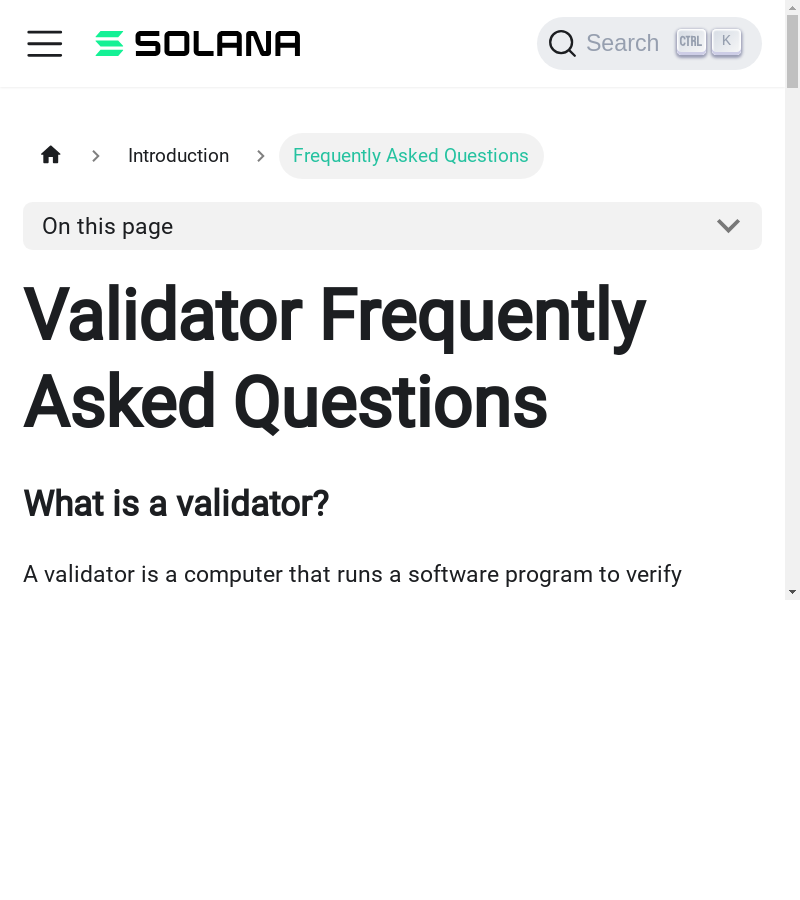 SOLANA
Search CTRL K
Introduction
Frequently Asked Questions
On this page
Validator Frequently
Asked Questions
What is a validator?
A validator is a computer that runs a software program to verify